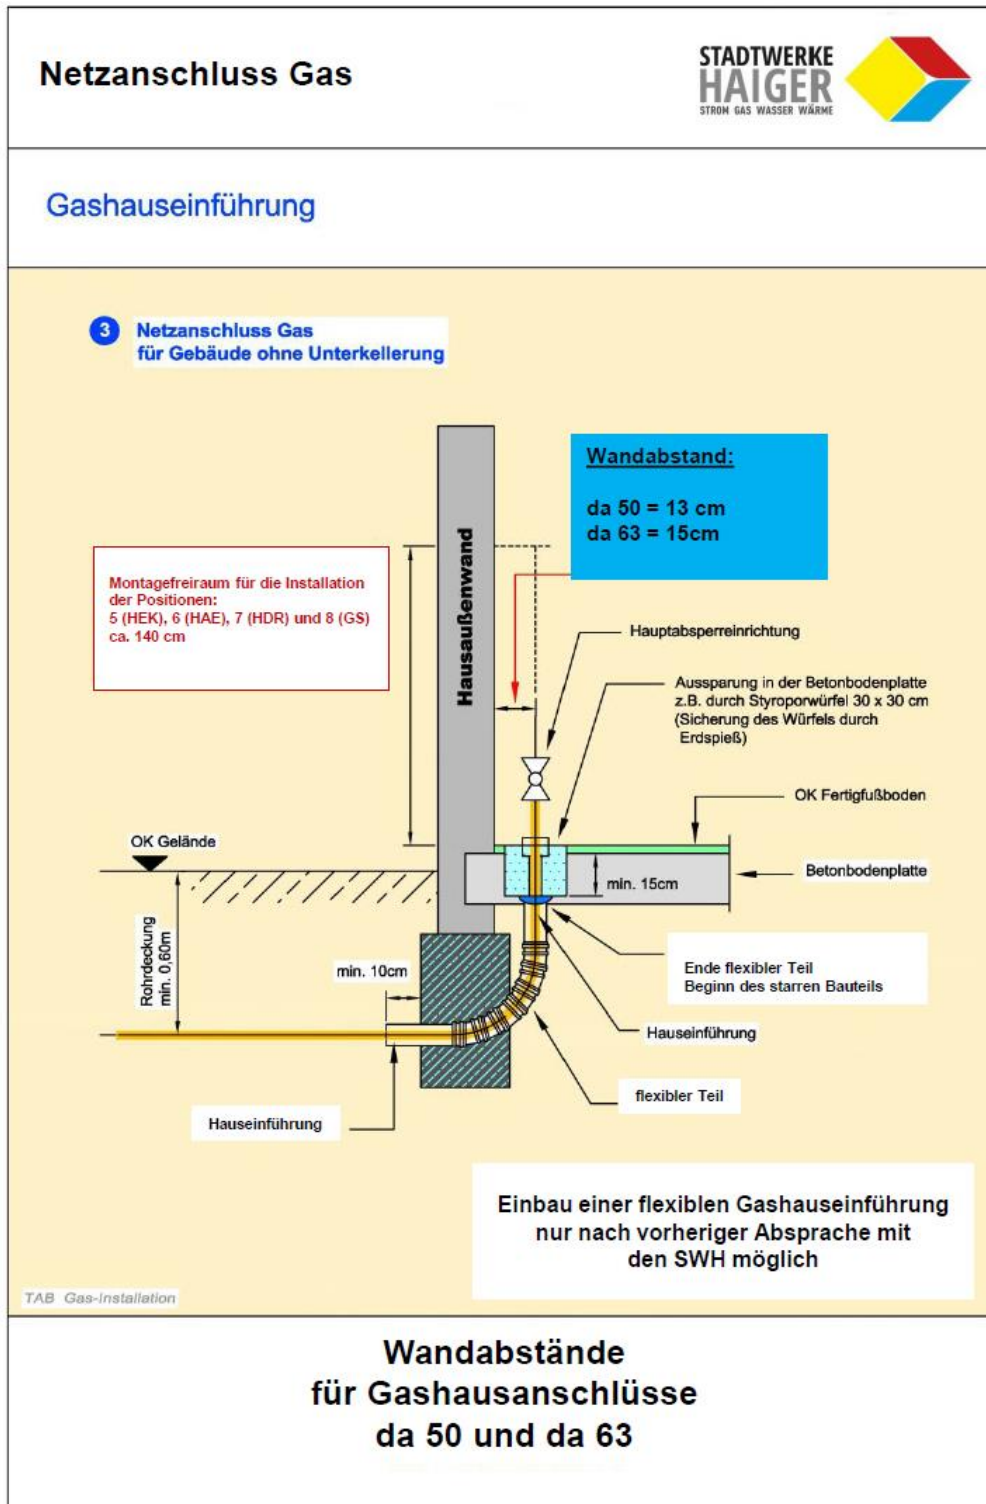 Netzanschluss Gas
STADTWERKE
HAIGER
STROM GAS WASSER WÄRME
Gashauseinführung
3 Netzanschluss Gas
für Gebäude ohne Unterkellerung
Wandabstand:
da 50 = 13 cm
da 63 = 15cm
Montagefreiraum für die Installation
der Positionen:
5 (HEK), 6 (HAE), 7 (HDR) und 8 (GS)
ca. 140 cm
Hausaußenwand
Hauptabsperreinrichtung
Aussparung in der Betonbodenplatte
z.B. durch Styroporwürfel 30 x 30 cm
(Sicherung des Würfels durch
Erdspieß)
OK Fertigfußboden
OK Gelände
Betonbodenplatte
min. 15cm
Rohrdeckung
min. 0,60m
min. 10cm
Ende flexibler Teil
Beginn des starren Bauteils
Hauseinführung
flexibler Teil
Hauseinführung
Einbau einer flexiblen Gashauseinführung
nur nach vorheriger Absprache mit
den SWH möglich
TAB Gas-Installation
Wandabstände
für Gashausanschlüsse
da 50 und da 63